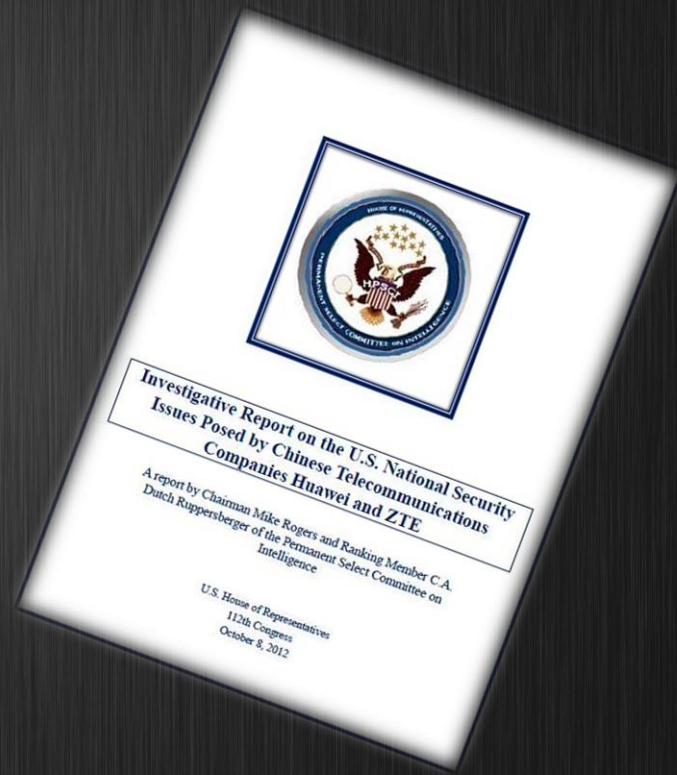 HOUSE OF REPRESENTATIVES
HPSCI
PERMANENT SELECT COMMITTEE ON INTELLIGENCE
Investigative Report on the U.S. National Security
Issues Posed by Chinese Telecommunications
Companies Huawei and ZTE
A report by Chairman Mike Rogers and Ranking Member C.A.
Dutch Ruppersberger of the Permanent Select Committee on
Intelligence
U.S. House of Representatives
112th Congress
October 8, 2012